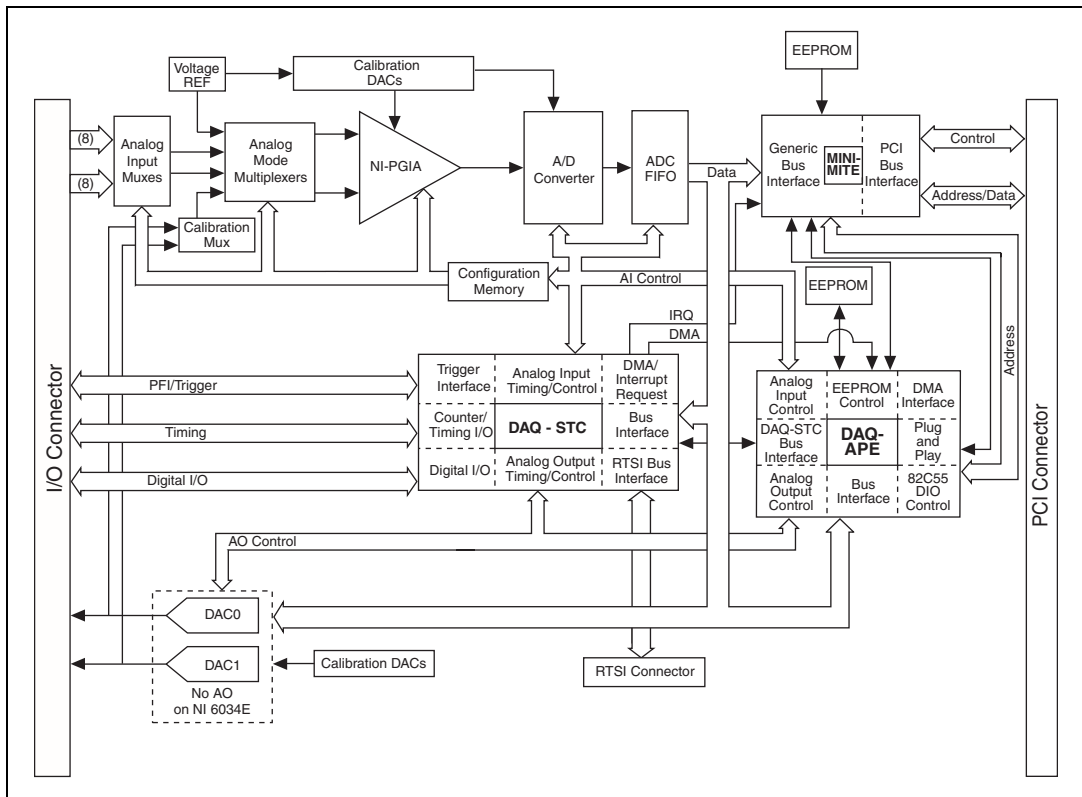 EEPROM
Voltage
REF
Calibration
DACs
(8)
(8)
Analog
Input
Muxes
Analog
Mode
Multiplexers
NI-PGIA
A/D
Converter
ADC
FIFO
Data
Generic
Bus
Interface
MINI-
MITE
PCI
Bus
Interface
Control
Address/Data
Calibration
Mux
Configuration
Memory
AI Control
EEPROM
IRQ
DMA
Address
I/O Connector
PCI Connector
PFI/Trigger
Timing
Digital I/O
Trigger
Interface
Analog Input
Timing/Control
DMA/
Interrupt
Request
Counter/
Timing I/O
DAQ - STC
Bus
Interface
Digital I/O
Analog Output
Timing/Control
RTSI Bus
Interface
Analog
Input
Control
EEPROM
Control
DMA
Interface
DAQ-STC
Bus
Interface
DAQ-
APE
Plug
and
Play
Analog
Output
Control
Bus
Interface
82C55
DIO
Control
AO Control
DAC0
DAC1
No AO
on NI 6034E
Calibration DACs
RTSI Connector